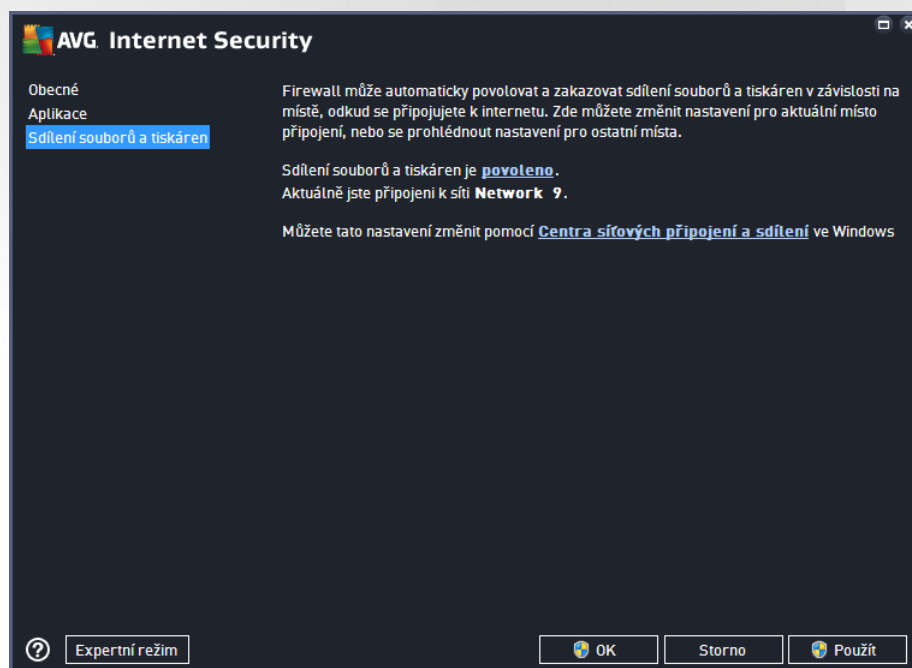 AVG. Internet Security
Obecné
Aplikace
Sdílení souborů a tiskáren
Firewall může automaticky povolovat a zakazovat sdílení souborů a tiskáren v závislosti na
místě, odkud se připojujete k internetu. Zde můžete změnit nastavení pro aktuální místo
připojení, nebo se prohlédnout nastavení pro ostatní místa.
Sdílení souborů a tiskáren je povoleno.
Aktuálně jste připojeni k síti Network 9.
Můžete tato nastavení změnit pomocí Centra síťových připojení a sdílení ve Windows
? Expertní režim
OK
Storno
Použít